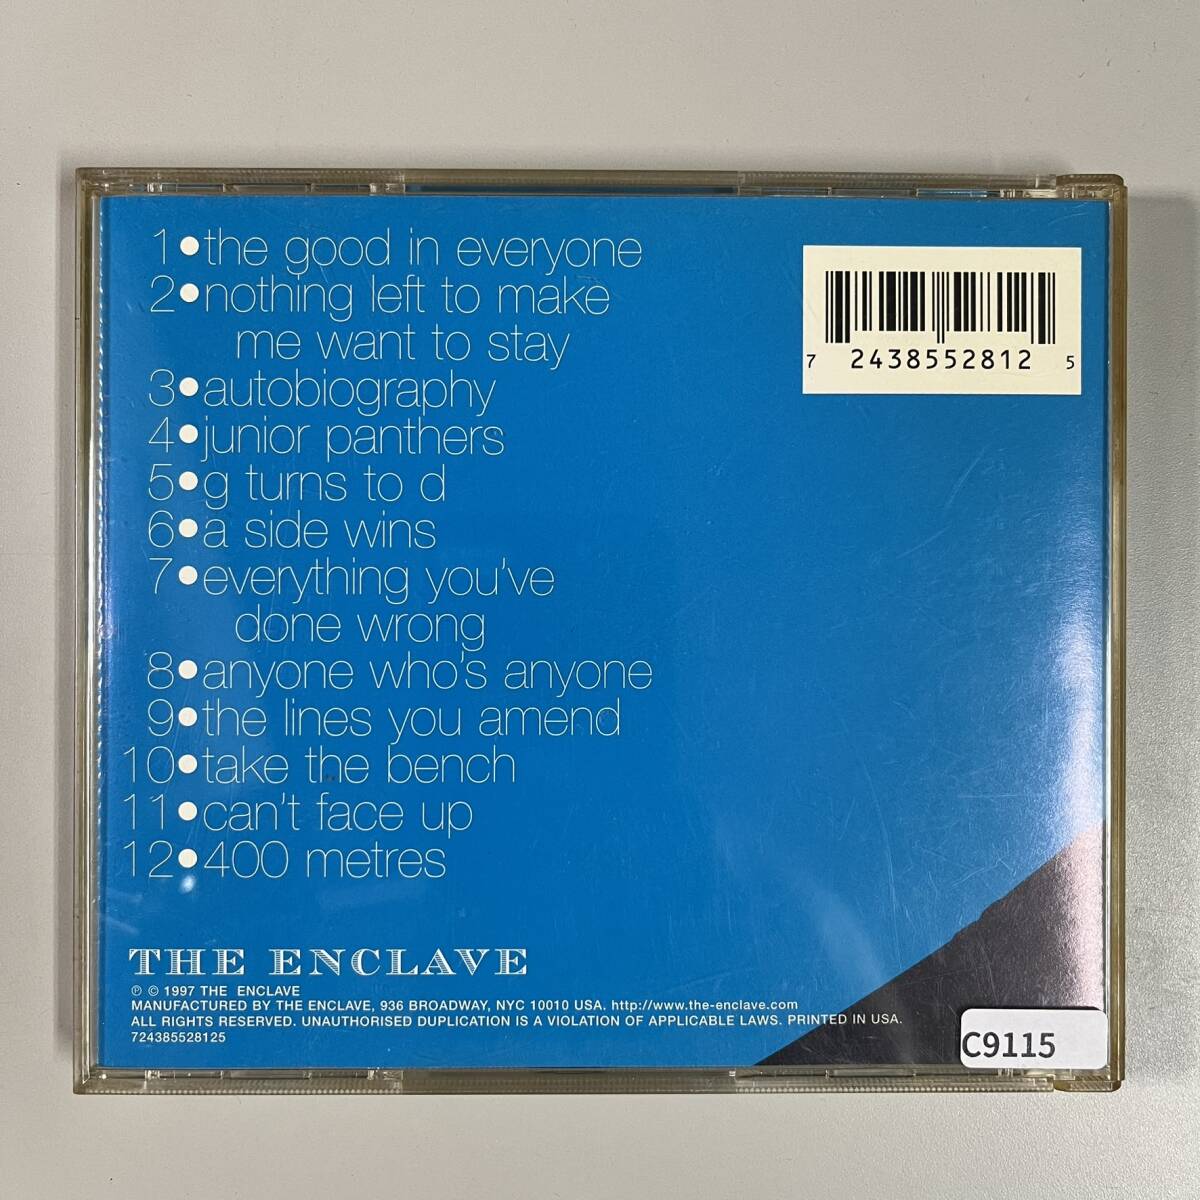 1•the good in everyone
2•nothing left to make
me want to stay
3•autobiography
4•junior panthers
5•g turns to d
6•a side wins
7•everything you've
done wrong
8•anyone who's anyone
9•the lines you amend
10•take the bench
11•can't face up
12•400 metres
7 24385528 12 5
THE ENCLAVE
℗ © 1997 THE ENCLAVE
MANUFACTURED BY THE ENCLAVE, 936 BROADWAY, NYC 10010 USA. http://www.the-enclave.com
ALL RIGHTS RESERVED. UNAUTHORISED DUPLICATION IS A VIOLATION OF APPLICABLE LAWS. PRINTED IN USA.
724385528125
C9115